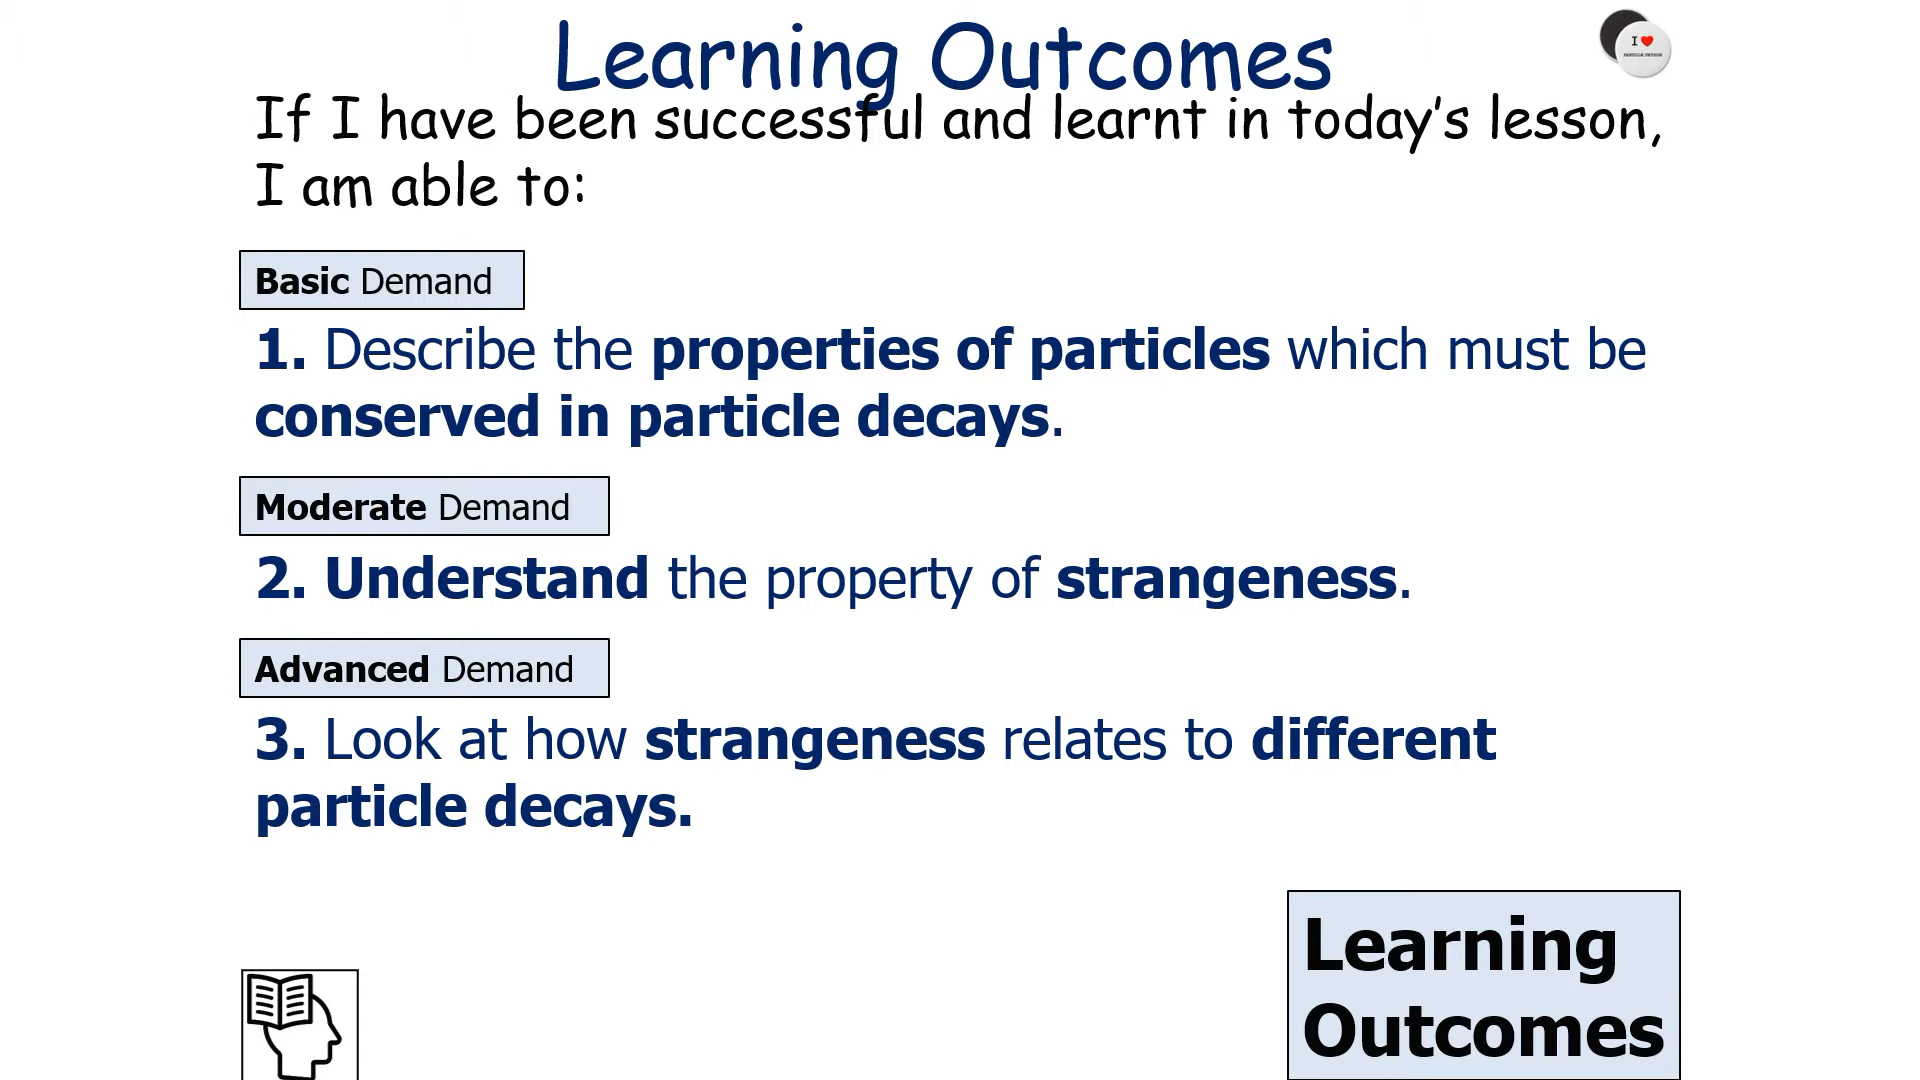 Learning Outcomes
I ❤
PARTICLE PHYSICS
If I have been successful and learnt in today's lesson,
I am able to:
Basic Demand
1. Describe the properties of particles which must be
conserved in particle decays.
Moderate Demand
2. Understand the property of strangeness.
Advanced Demand
3. Look at how strangeness relates to different
particle decays.
Learning
Outcomes